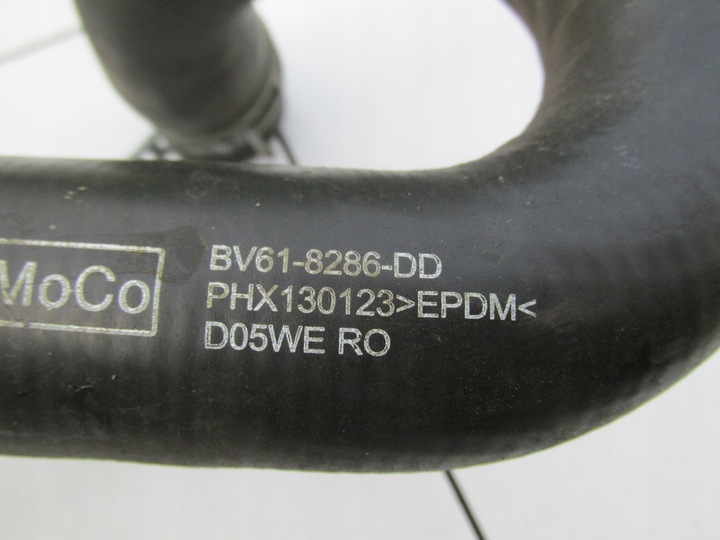 MoCo
BV61-8286-DD
PHX130123>EPDM<
D05WE RO